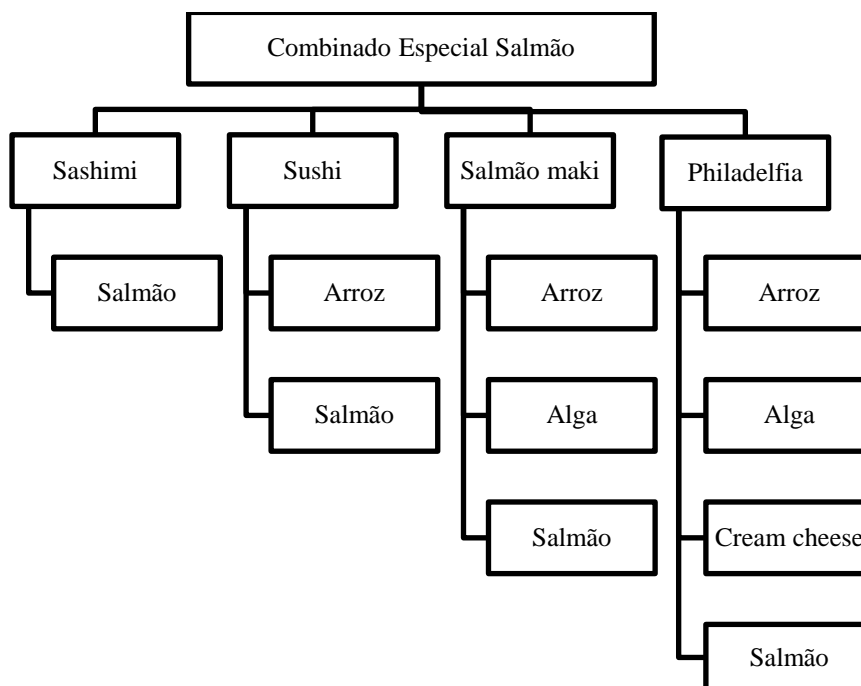 Combinado Especial Salmão
Sashimi
Sushi
Salmão maki
Philadelfia
Salmão
Arroz
Arroz
Arroz
Salmão
Alga
Alga
Salmão
Cream cheese
Salmão